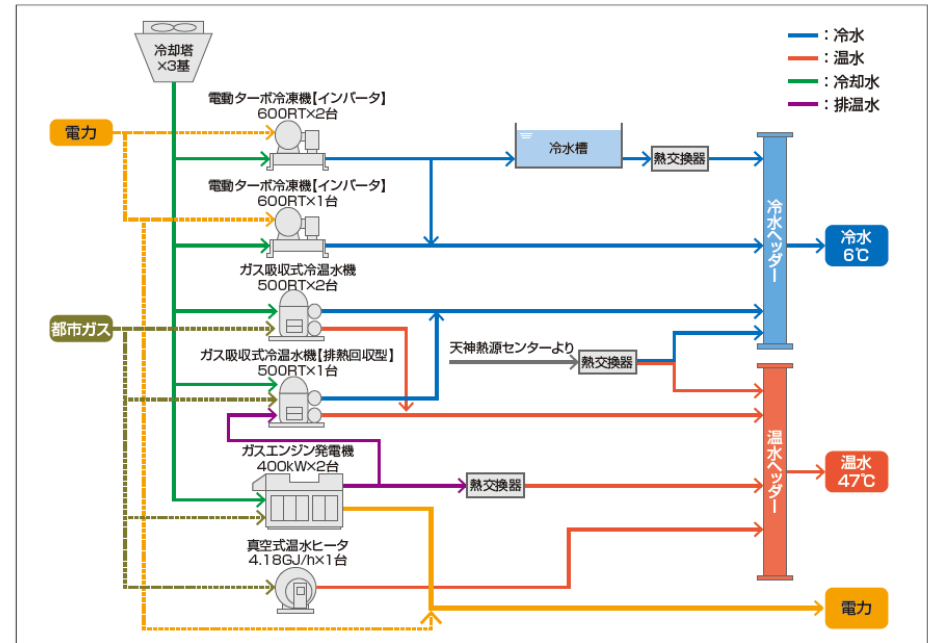 冷却塔
×3基
：冷水
：温水
：冷却水
：排温水
電動ターボ冷凍機【インバータ】
600RT×2台
電力
冷水槽
熱交換器
電動ターボ冷凍機【インバータ】
600RT×1台
冷水ヘッダー
冷水
6℃
ガス吸収式冷温水機
500RT×2台
都市ガス
天神熱源センターより
熱交換器
ガス吸収式冷温水機【排熱回収型】
500RT×1台
温水ヘッダー
温水
47℃
ガスエンジン発電機
400kW×2台
熱交換器
真空式温水ヒータ
4.18GJ/h×1台
電力